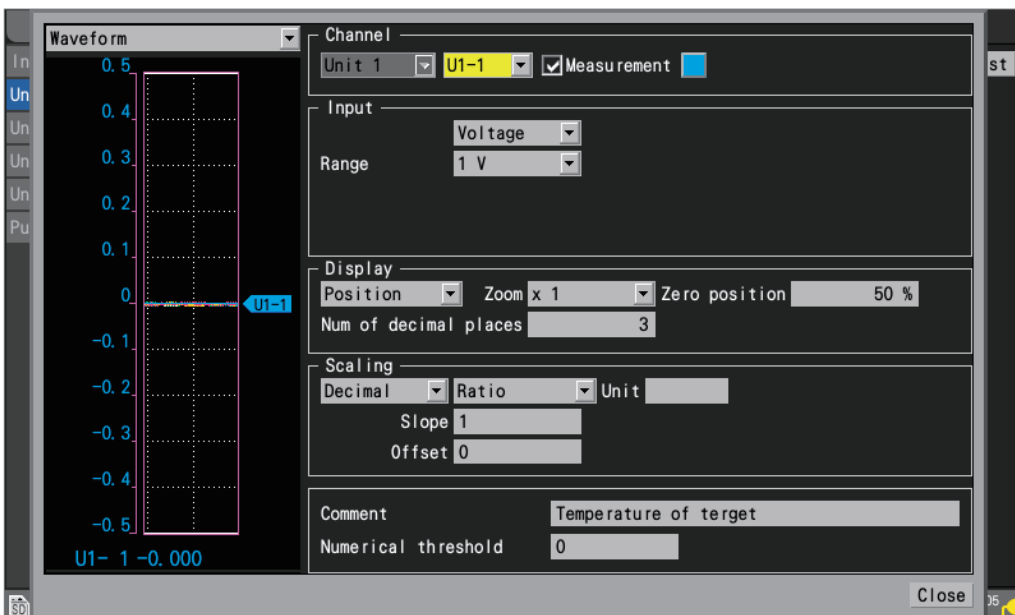 Waveform
0.5
0.4
0.3
0.2
0.1
0
-0.1
-0.2
-0.3
-0.4
-0.5
U1-1
U1- 1 -0.000
Channel
Unit 1 U1-1 Measurement
Input
Voltage
Range 1 V
Display
Position Zoom x 1 Zero position 50 %
Num of decimal places 3
Scaling
Decimal Ratio Unit
Slope 1
Offset 0
Comment Temperature of terget
Numerical threshold 0
Close
In
Un
Un
Un
Un
Pu
st
SD
05